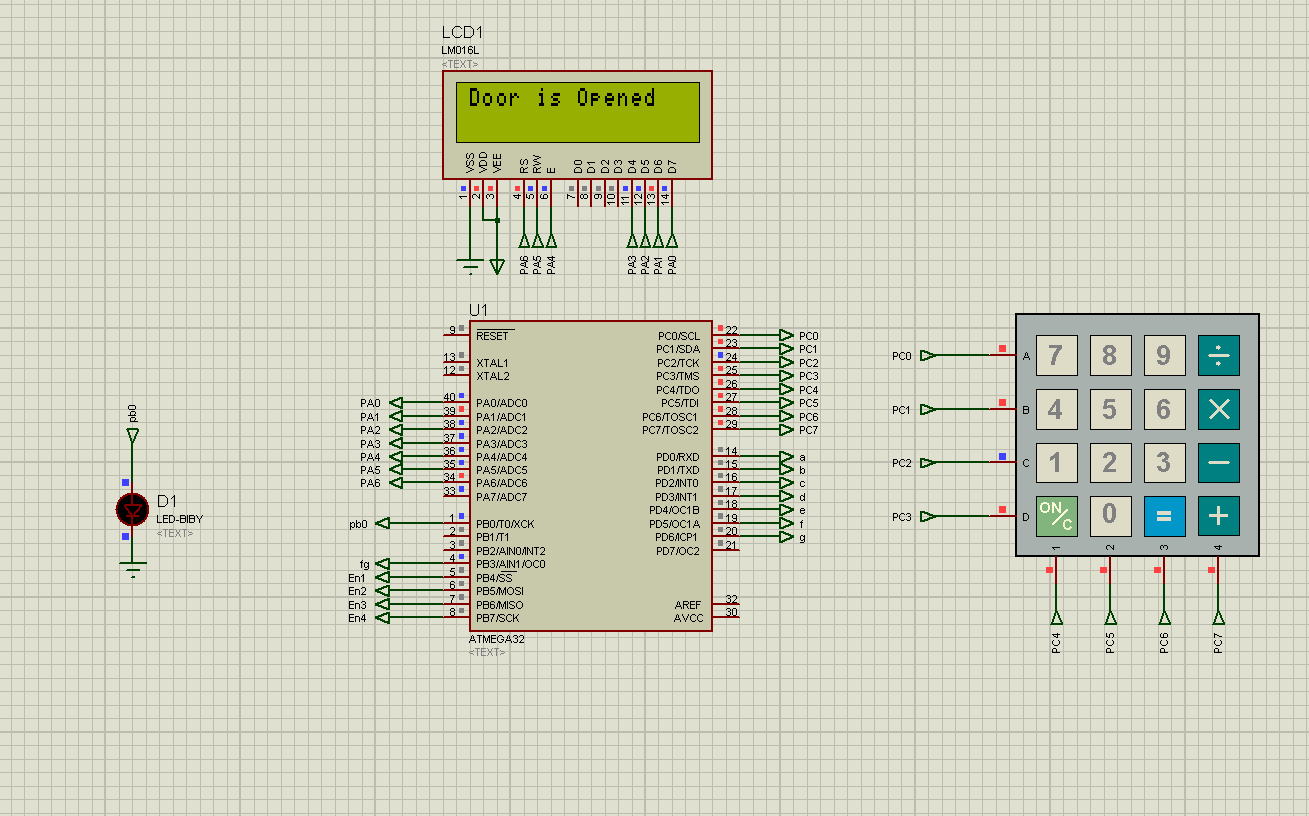 LCD1
LM016L
<TEXT>
Door is Opened
VSS VDD VEE RS RW E D0 D1 D2 D3 D4 D5 D6 D7
1 2 3 4 5 6 7 8 9 10 11 12 13 14
PA6 PA5 PA4 PA3 PA2 PA1 PA0
U1
9 RESET PC0/SCL 22 PC0
PC1/SDA 23 PC1
13 XTAL1 PC2/TCK 24 PC2
12 XTAL2 PC3/TMS 25 PC3
PC4/TDO 26 PC4
PA0 40 PA0/ADC0 PC5/TDI 27 PC5
PA1 39 PA1/ADC1 PC6/TOSC1 28 PC6
PA2 38 PA2/ADC2 PC7/TOSC2 29 PC7
PA3 37 PA3/ADC3
PA4 36 PA4/ADC4 PD0/RXD 14 a
PA5 35 PA5/ADC5 PD1/TXD 15 b
PA6 34 PA6/ADC6 PD2/INT0 16 c
33 PA7/ADC7 PD3/INT1 17 d
PD4/OC1B 18 e
pb0 1 PB0/T0/XCK PD5/OC1A 19 f
2 PB1/T1 PD6/ICP1 20 g
3 PB2/AIN0/INT2 PD7/OC2 21
fg 4 PB3/AIN1/OC0
En1 5 PB4/SS
En2 6 PB5/MOSI
En3 7 PB6/MISO AREF 32
En4 8 PB7/SCK AVCC 30
ATMEGA32
<TEXT>
pb0
D1
LED-BIBY
<TEXT>
PC0 A 7 8 9 ÷
PC1 B 4 5 6 ×
PC2 C 1 2 3 −
PC3 D ON/C 0 = +
1 2 3 4
PC4 PC5 PC6 PC7